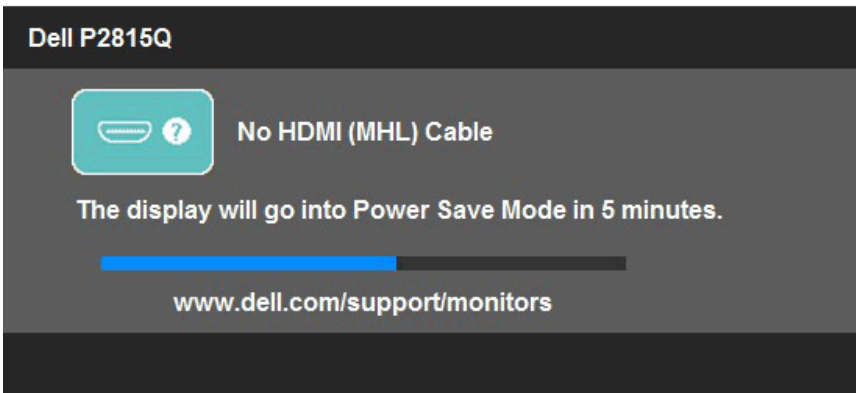 Dell P2815Q
? No HDMI (MHL) Cable
The display will go into Power Save Mode in 5 minutes.
www.dell.com/support/monitors